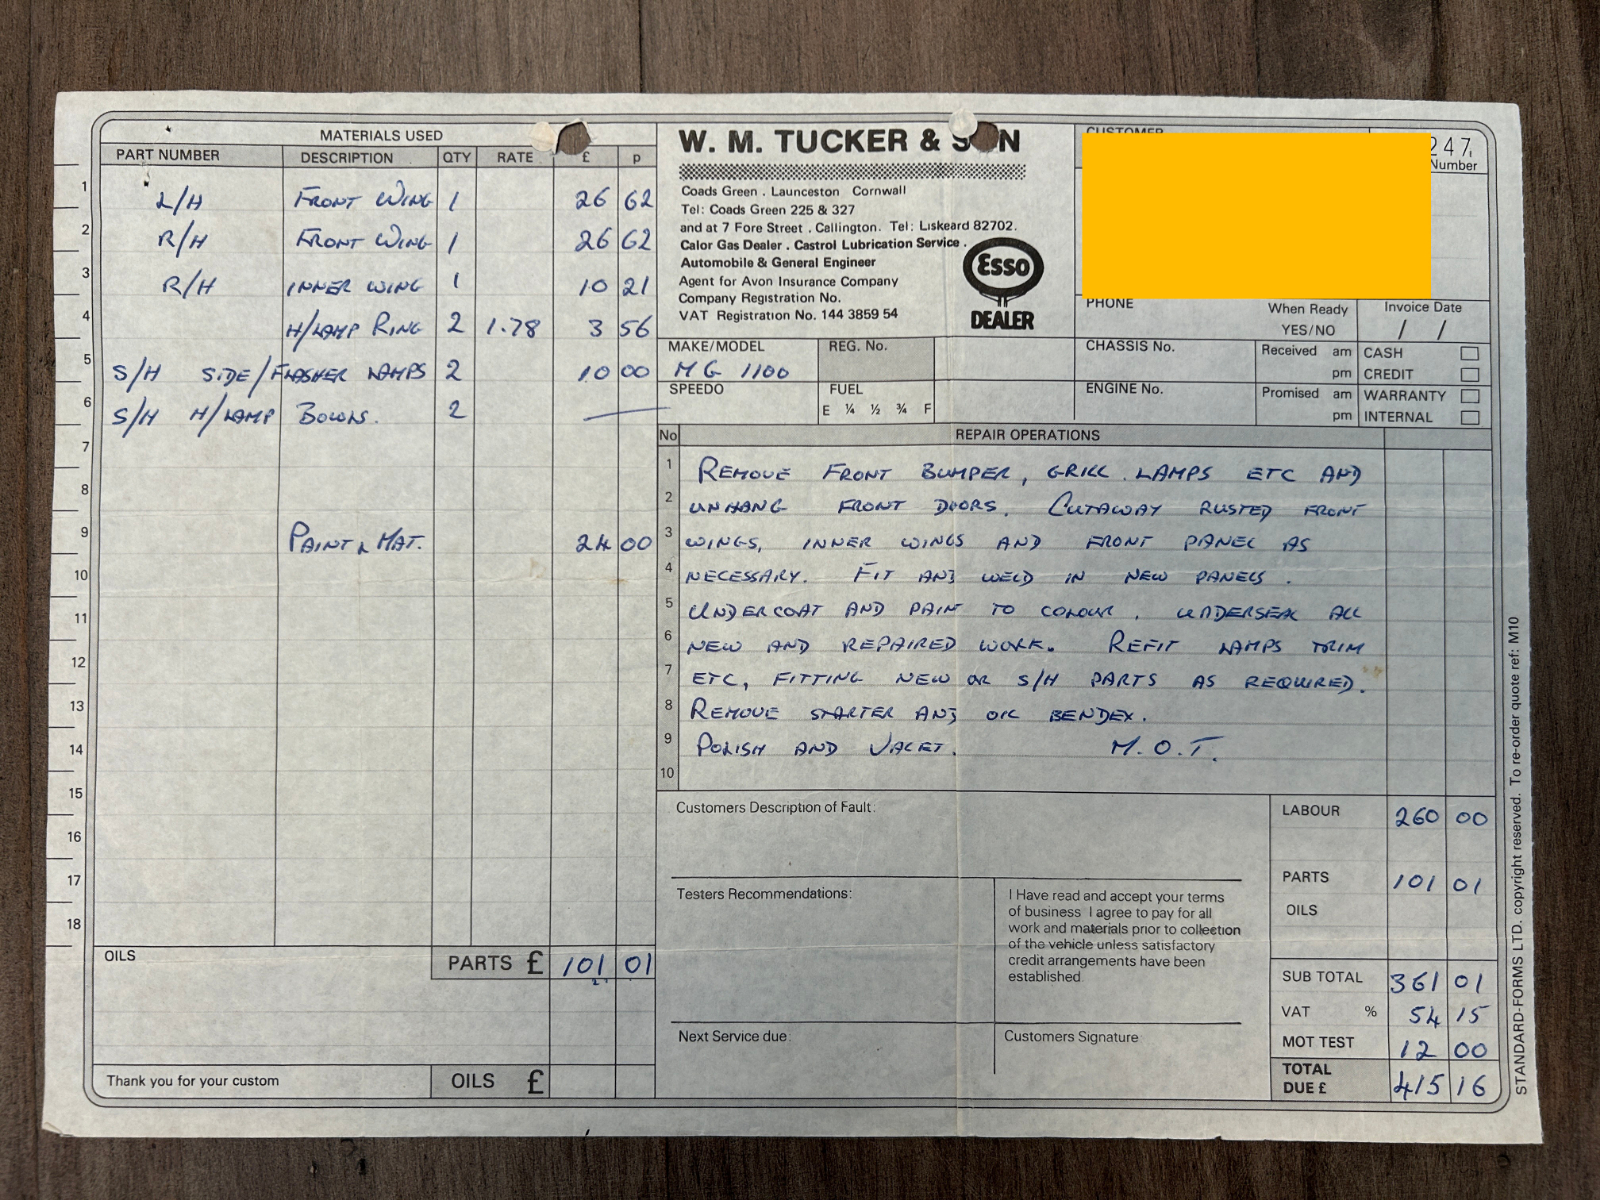 MATERIALS USED
PART NUMBER DESCRIPTION QTY RATE £ p
1 L/H FRONT WING 1 26 62
2 R/H FRONT WING 1 26 62
3 R/H INNER WING 1 10 21
4 H/LAMP RING 2 1.78 3 56
5 S/H SIDE/FLASHER LAMPS 2 10 00
6 S/H H/LAMP BOWLS. 2 —
7
8
9 PAINT & MAT. 24 00
10
11
12
13
14
15
16
17
18
OILS PARTS £ 101 01
Thank you for your custom OILS £
W. M. TUCKER & SON
Coads Green . Launceston Cornwall
Tel: Coads Green 225 & 327
and at 7 Fore Street . Callington. Tel: Liskeard 82702.
Calor Gas Dealer . Castrol Lubrication Service .
Automobile & General Engineer
Agent for Avon Insurance Company
Company Registration No.
VAT Registration No. 144 3859 54
Esso
DEALER
CUSTOMER
247
Number
PHONE When Ready YES/NO Invoice Date / /
MAKE/MODEL MG 1100 REG. No. CHASSIS No. Received am pm CASH CREDIT
SPEEDO FUEL E ¼ ½ ¾ F ENGINE No. Promised am pm WARRANTY INTERNAL
No REPAIR OPERATIONS
1 REMOVE FRONT BUMPER, GRILL LAMPS ETC AND
2 UNHANG FRONT DOORS. CUTAWAY RUSTED FRONT
3 WINGS, INNER WINGS AND FRONT PANEL AS
4 NECESSARY. FIT AND WELD IN NEW PANELS.
5 UNDERCOAT AND PAINT TO COLOUR. UNDERSEAL ALL
6 NEW AND REPAIRED WORK. REFIT LAMPS TRIM
7 ETC, FITTING NEW OR S/H PARTS AS REQUIRED.
8 REMOVE STARTER AND OIL BENDEX.
9 POLISH AND VALET. M.O.T.
10
Customers Description of Fault:
Testers Recommendations:
I Have read and accept your terms
of business I agree to pay for all
work and materials prior to collection
of the vehicle unless satisfactory
credit arrangements have been
established
Next Service due: Customers Signature
LABOUR 260 00
PARTS 101 01
OILS
SUB TOTAL 361 01
VAT % 54 15
MOT TEST 12 00
TOTAL DUE £ 415 16
STANDARD-FORMS LTD. copyright reserved. To re-order quote ref: M10